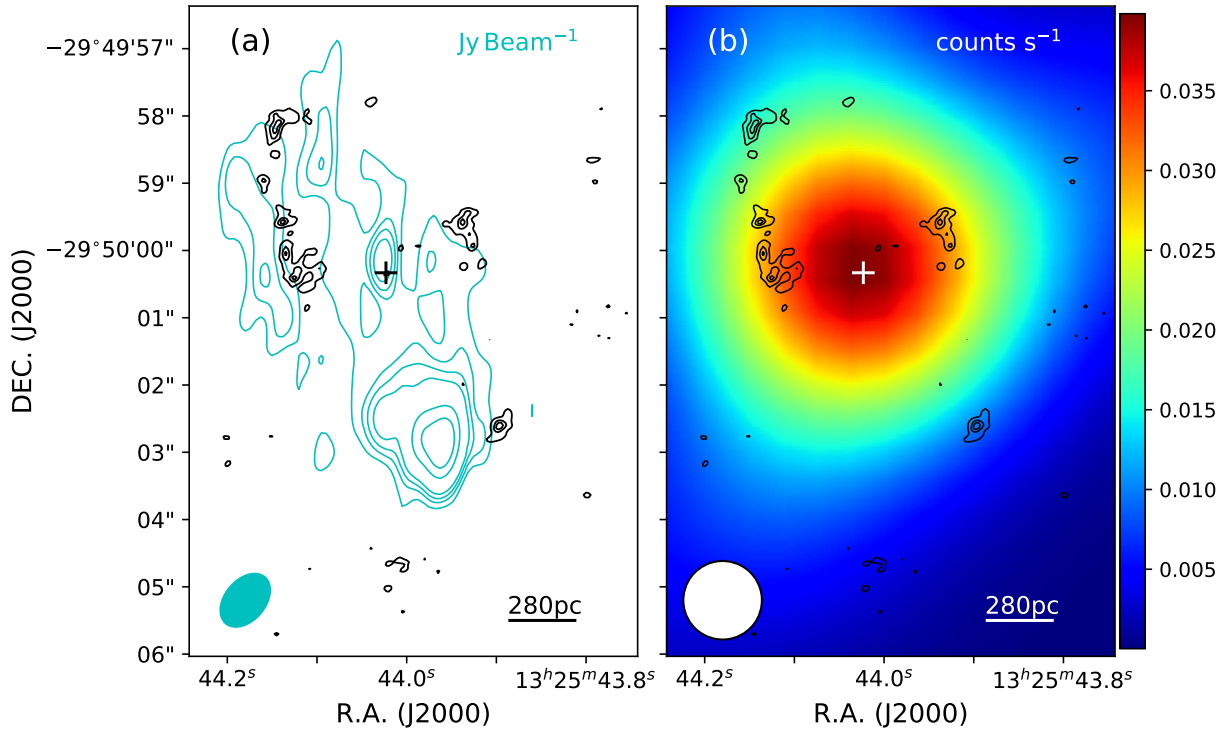 (a)
Jy Beam⁻¹
(b)
counts s⁻¹
−29°49'57"
58"
59"
−29°50'00"
01"
02"
03"
04"
05"
06"
DEC. (J2000)
I
280pc
280pc
44.2ˢ
44.0ˢ
13ʰ25ᵐ43.8ˢ
44.2ˢ
44.0ˢ
13ʰ25ᵐ43.8ˢ
R.A. (J2000)
R.A. (J2000)
0.035
0.030
0.025
0.020
0.015
0.010
0.005